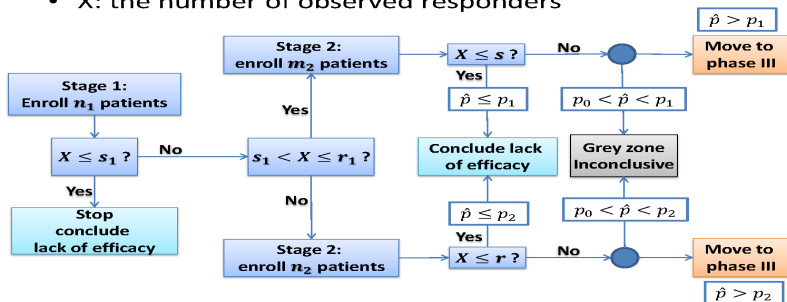 • X: the number of observed responders
p̂ > p₁
Stage 2:
enroll m₂ patients
X ≤ s ?
No
Move to
phase III
Stage 1:
Enroll n₁ patients
Yes
Yes
p̂ ≤ p₁
p₀ < p̂ < p₁
X ≤ s₁ ?
No
s₁ < X ≤ r₁ ?
Conclude lack
of efficacy
Grey zone
Inconclusive
Yes
No
Stop
conclude
lack of efficacy
p̂ ≤ p₂
p₀ < p̂ < p₂
Yes
Stage 2:
enroll n₂ patients
X ≤ r ?
No
Move to
phase III
p̂ > p₂